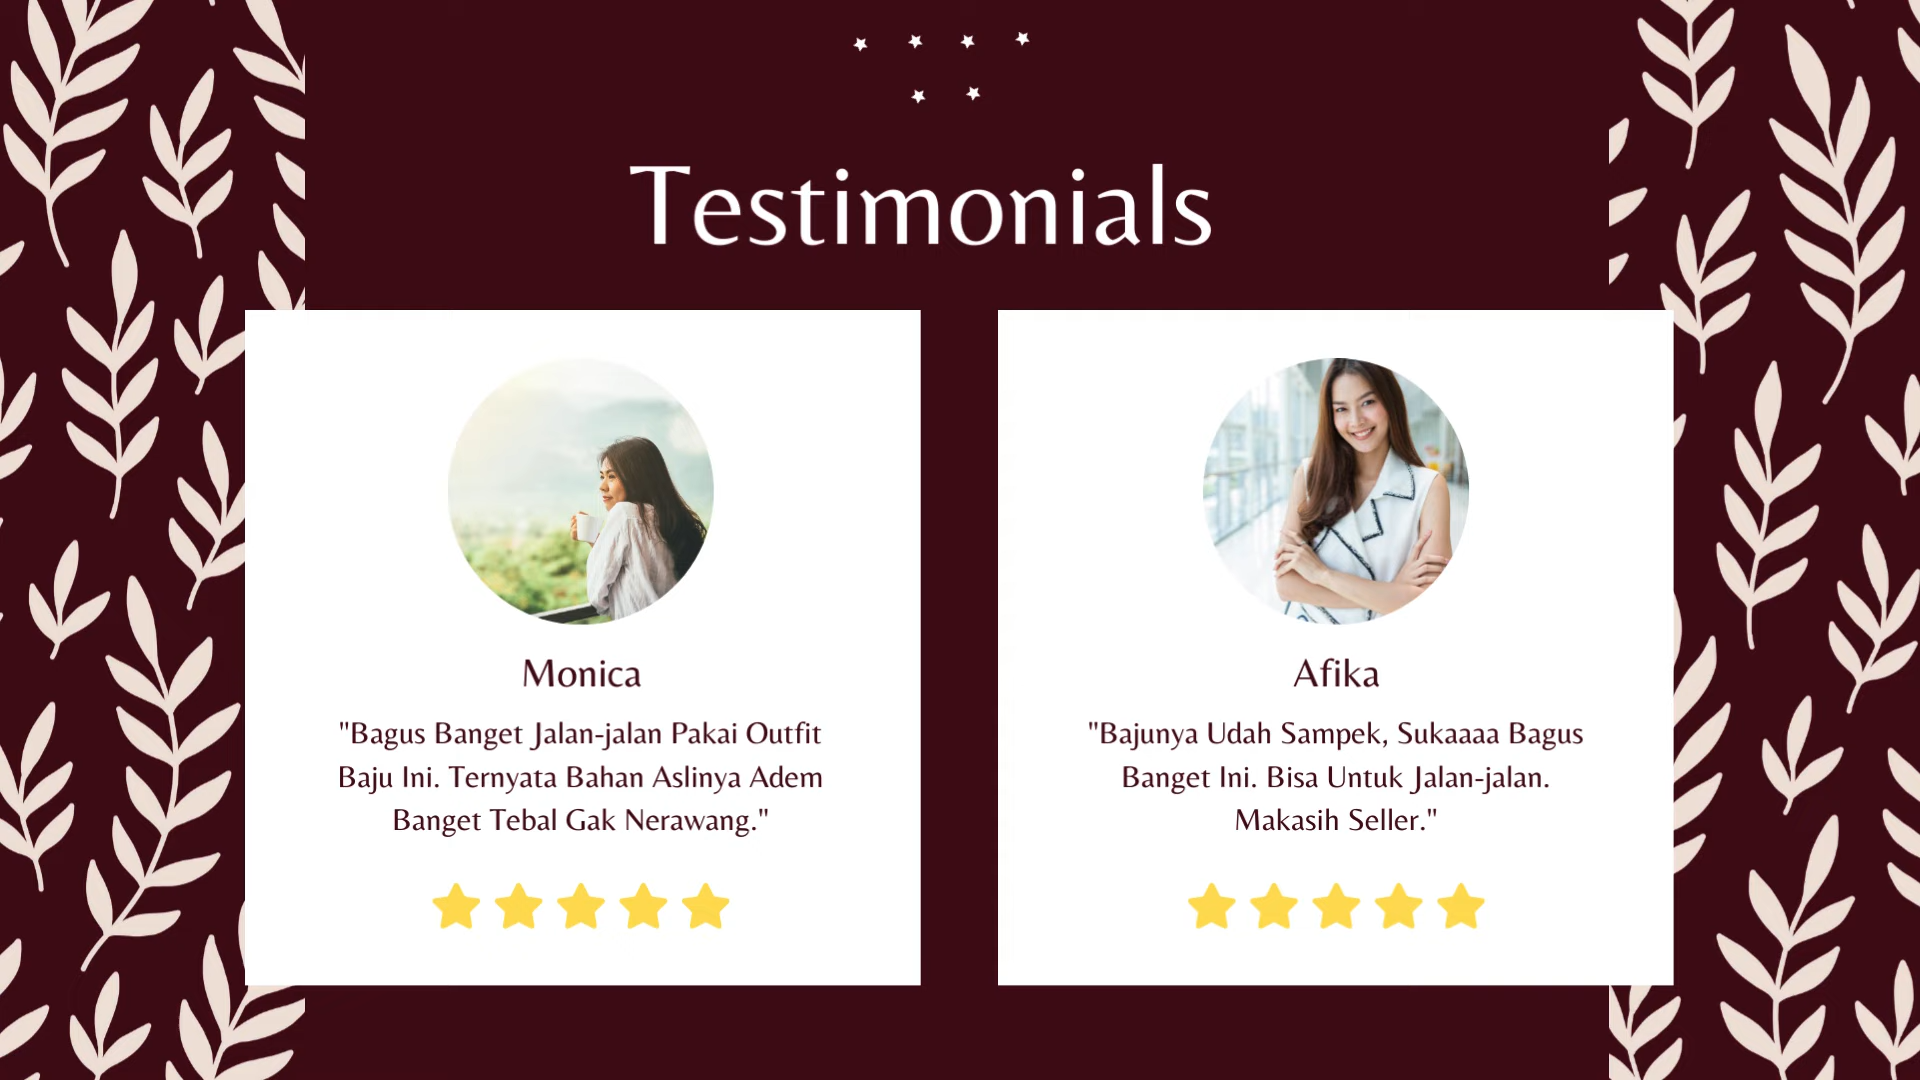 Testimonials
Monica
"Bagus Banget Jalan-jalan Pakai Outfit
Baju Ini. Ternyata Bahan Aslinya Adem
Banget Tebal Gak Nerawang."
Afika
"Bajunya Udah Sampek, Sukaaaa Bagus
Banget Ini. Bisa Untuk Jalan-jalan.
Makasih Seller."